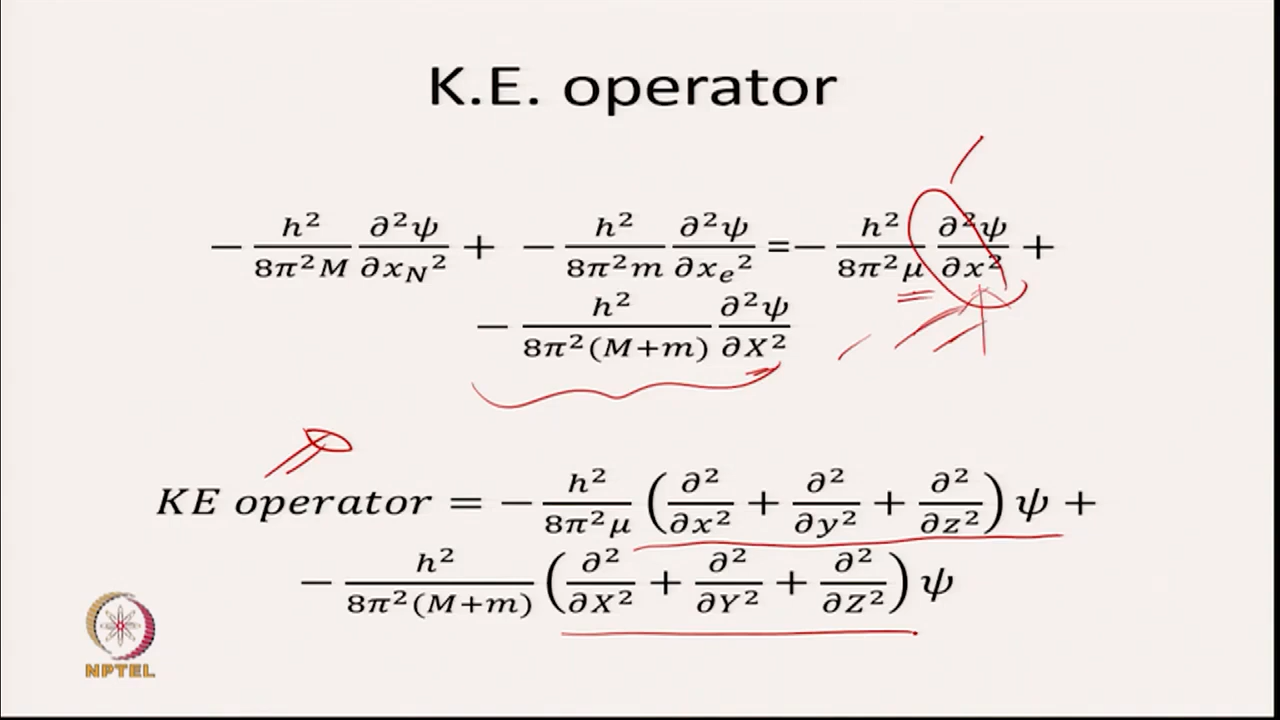 K.E. operator
− h²/8π²M ∂²ψ/∂x_N² + − h²/8π²m ∂²ψ/∂x_e² =− h²/8π²μ ∂²ψ/∂x² +
− h²/8π²(M+m) ∂²ψ/∂X²
KE operator = − h²/8π²μ (∂²/∂x² + ∂²/∂y² + ∂²/∂z²) ψ +
− h²/8π²(M+m) (∂²/∂X² + ∂²/∂Y² + ∂²/∂Z²) ψ
NPTEL